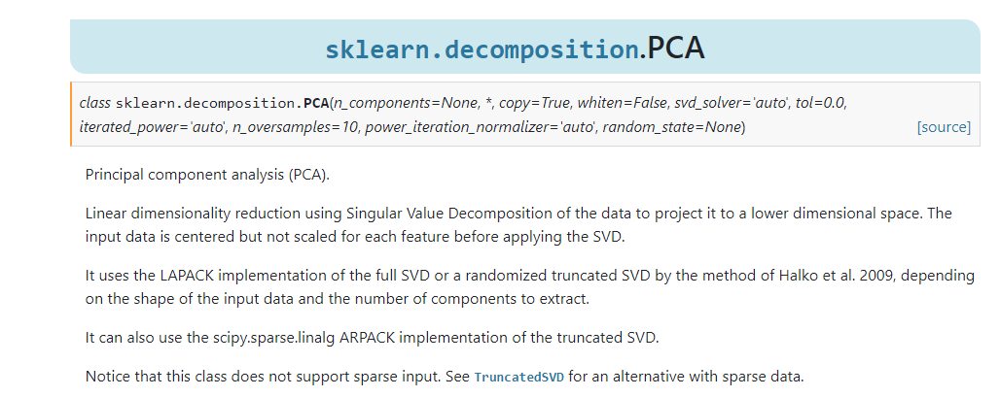 sklearn.decomposition.PCA
class sklearn.decomposition.PCA(n_components=None, *, copy=True, whiten=False, svd_solver='auto', tol=0.0,
iterated_power='auto', n_oversamples=10, power_iteration_normalizer='auto', random_state=None) [source]
Principal component analysis (PCA).
Linear dimensionality reduction using Singular Value Decomposition of the data to project it to a lower dimensional space. The
input data is centered but not scaled for each feature before applying the SVD.
It uses the LAPACK implementation of the full SVD or a randomized truncated SVD by the method of Halko et al. 2009, depending
on the shape of the input data and the number of components to extract.
It can also use the scipy.sparse.linalg ARPACK implementation of the truncated SVD.
Notice that this class does not support sparse input. See TruncatedSVD for an alternative with sparse data.